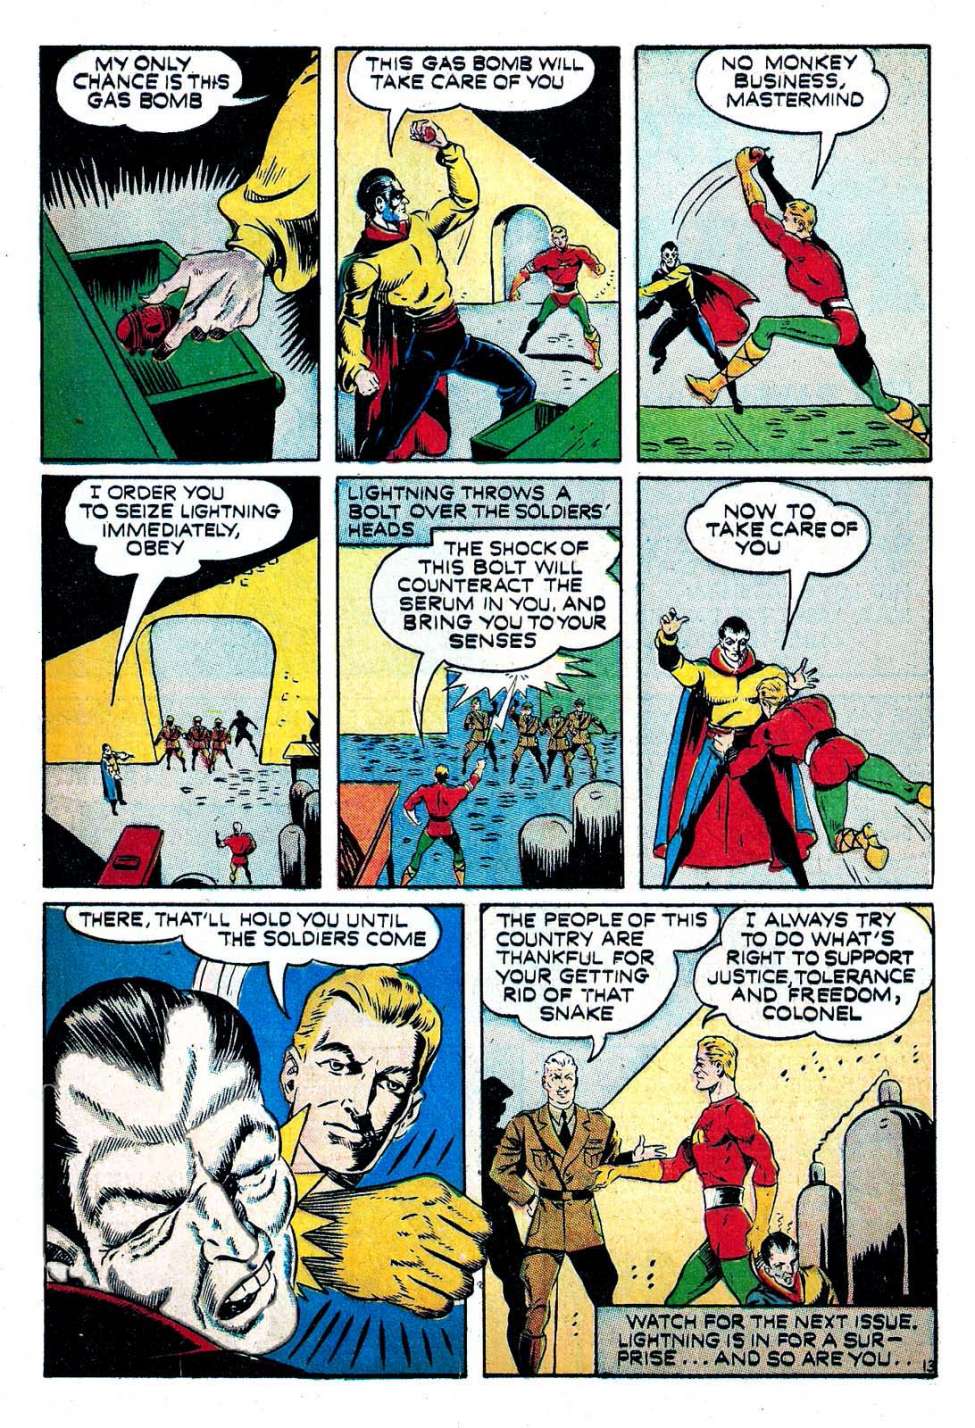 MY ONLY
CHANCE IS THIS
GAS BOMB
THIS GAS BOMB WILL
TAKE CARE OF YOU
NO MONKEY
BUSINESS,
MASTERMIND
I ORDER YOU
TO SEIZE LIGHTNING
IMMEDIATELY,
OBEY
LIGHTNING THROWS A
BOLT OVER THE SOLDIERS'
HEADS
THE SHOCK OF
THIS BOLT WILL
COUNTERACT THE
SERUM IN YOU, AND
BRING YOU TO YOUR
SENSES
NOW TO
TAKE CARE OF
YOU
THERE, THAT'LL HOLD YOU UNTIL
THE SOLDIERS COME
THE PEOPLE OF THIS
COUNTRY ARE
THANKFUL FOR
YOUR GETTING
RID OF THAT
SNAKE
I ALWAYS TRY
TO DO WHAT'S
RIGHT TO SUPPORT
JUSTICE, TOLERANCE
AND FREEDOM,
COLONEL
WATCH FOR THE NEXT ISSUE.
LIGHTNING IS IN FOR A SUR-
PRISE... AND SO ARE YOU..
13